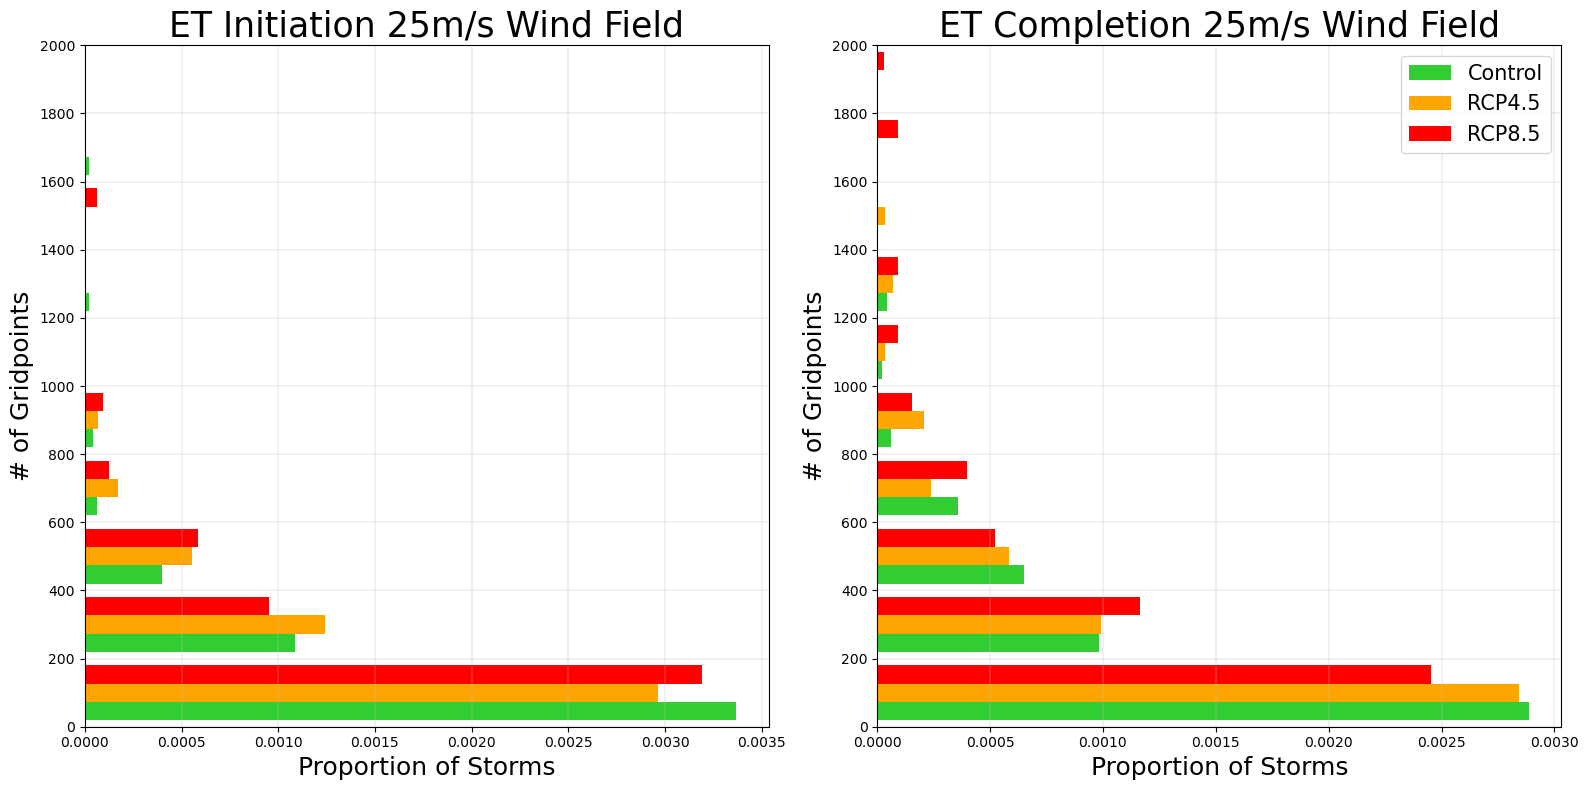 ET Initiation 25m/s Wind Field
2000
1800
1600
1400
1200
1000
800
600
400
200
0
# of Gridpoints
0.0000 0.0005 0.0010 0.0015 0.0020 0.0025 0.0030 0.0035
Proportion of Storms
ET Completion 25m/s Wind Field
Control
RCP4.5
RCP8.5
2000
1800
1600
1400
1200
1000
800
600
400
200
0
# of Gridpoints
0.0000 0.0005 0.0010 0.0015 0.0020 0.0025 0.0030
Proportion of Storms